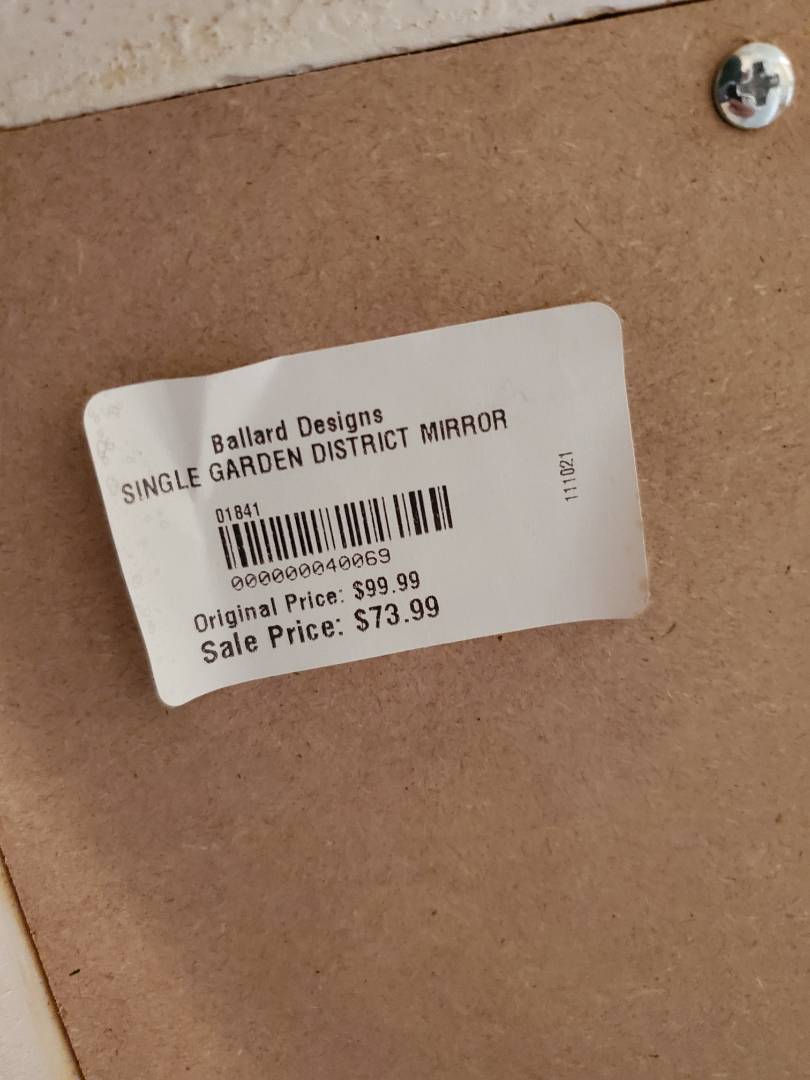 Ballard Designs
SINGLE GARDEN DISTRICT MIRROR
01841
000000040069
Original Price: $99.99
Sale Price: $73.99
111021